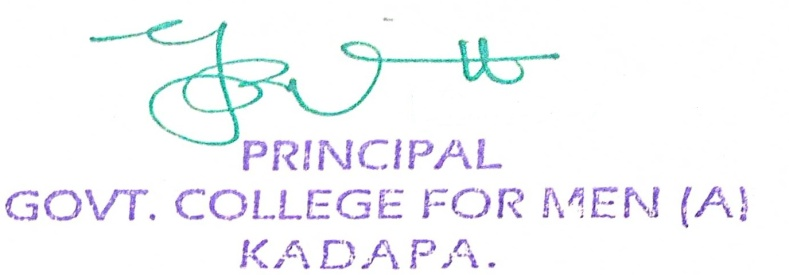 PRINCIPAL
GOVT. COLLEGE FOR MEN (A)
KADAPA.